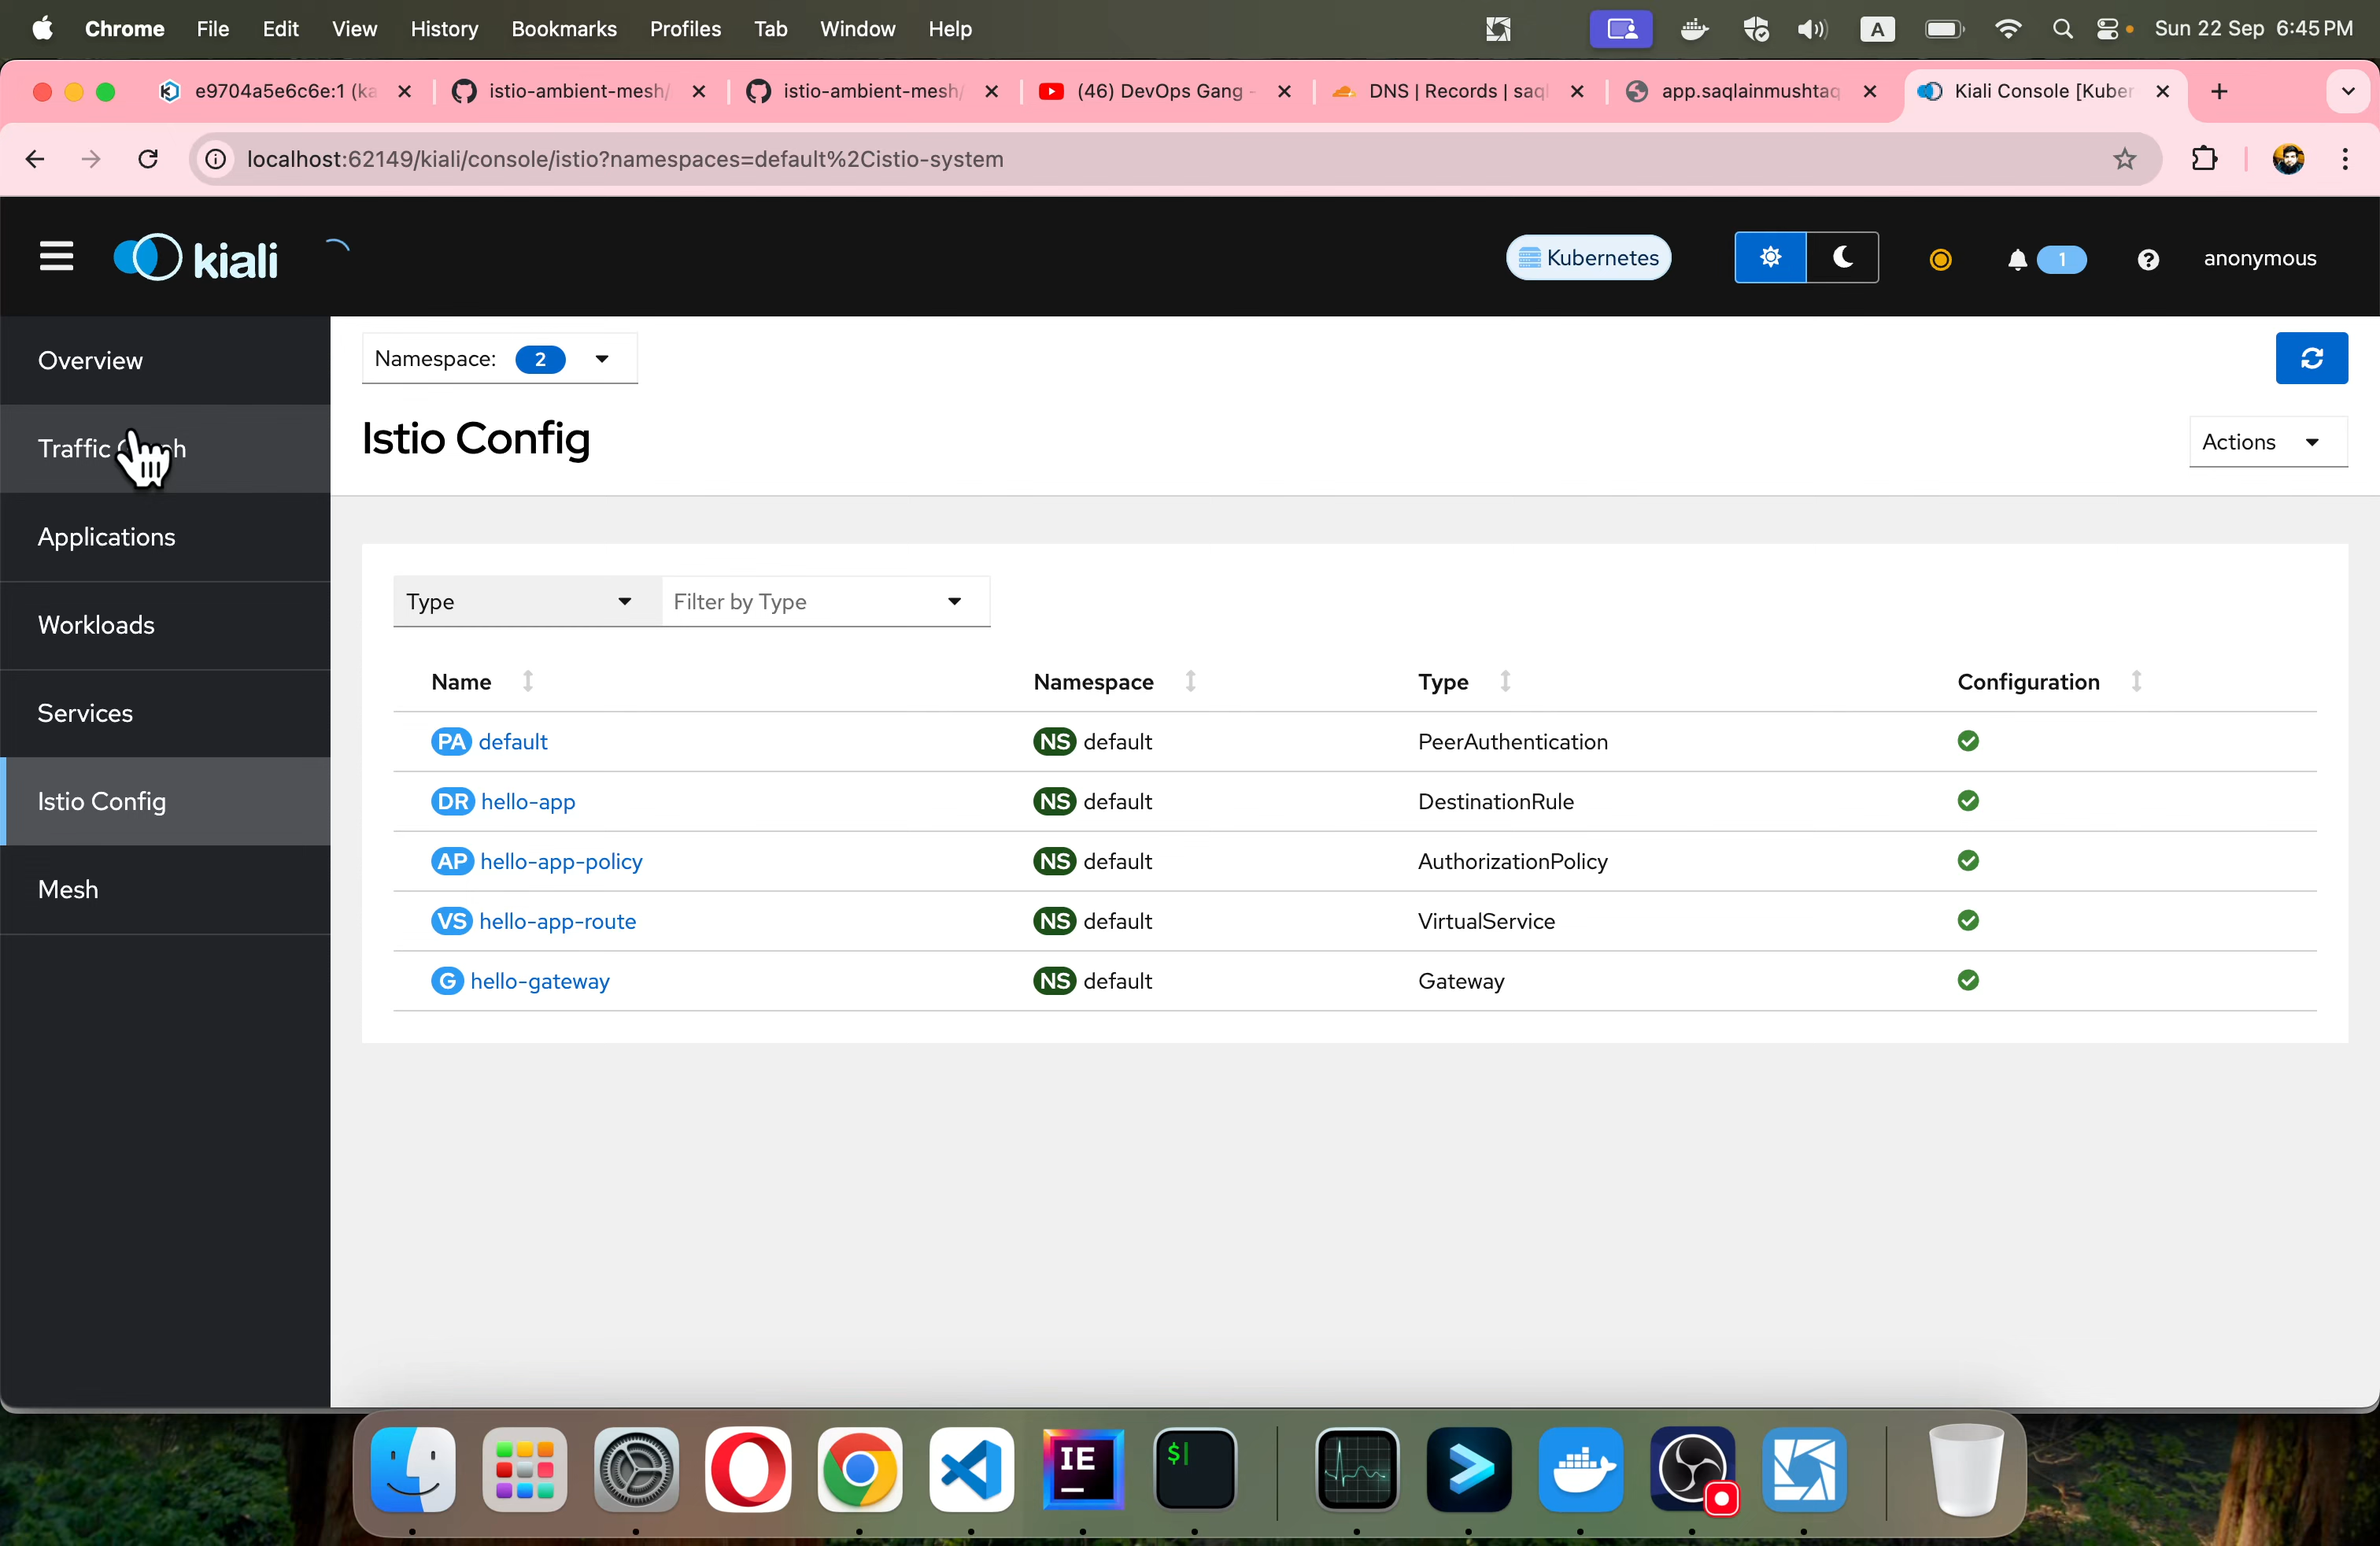 Chrome File Edit View History Bookmarks Profiles Tab Window Help A Sun 22 Sep 6:45 PM
e9704a5e6c6e:1 (ka istio-ambient-mesh/ istio-ambient-mesh/ (46) DevOps Gang - DNS | Records | saql app.saqlainmushtaq Kiali Console [Kuber
localhost:62149/kiali/console/istio?namespaces=default%2Cistio-system
kiali Kubernetes 1 anonymous
Overview
Traffic
Applications
Workloads
Services
Istio Config
Mesh
Namespace: 2
Istio Config
Actions
Type Filter by Type
Name Namespace Type Configuration
PA default NS default PeerAuthentication
DR hello-app NS default DestinationRule
AP hello-app-policy NS default AuthorizationPolicy
VS hello-app-route NS default VirtualService
G hello-gateway NS default Gateway
IE
$